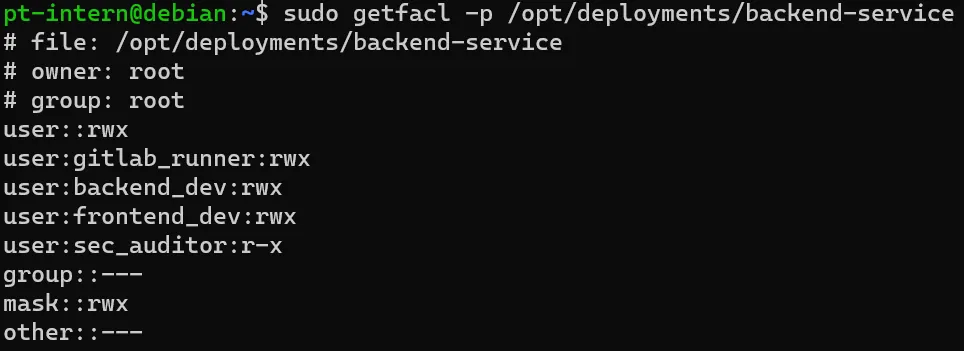 pt-intern@debian:~$ sudo getfacl -p /opt/deployments/backend-service
# file: /opt/deployments/backend-service
# owner: root
# group: root
user::rwx
user:gitlab_runner:rwx
user:backend_dev:rwx
user:frontend_dev:rwx
user:sec_auditor:r-x
group::---
mask::rwx
other::---